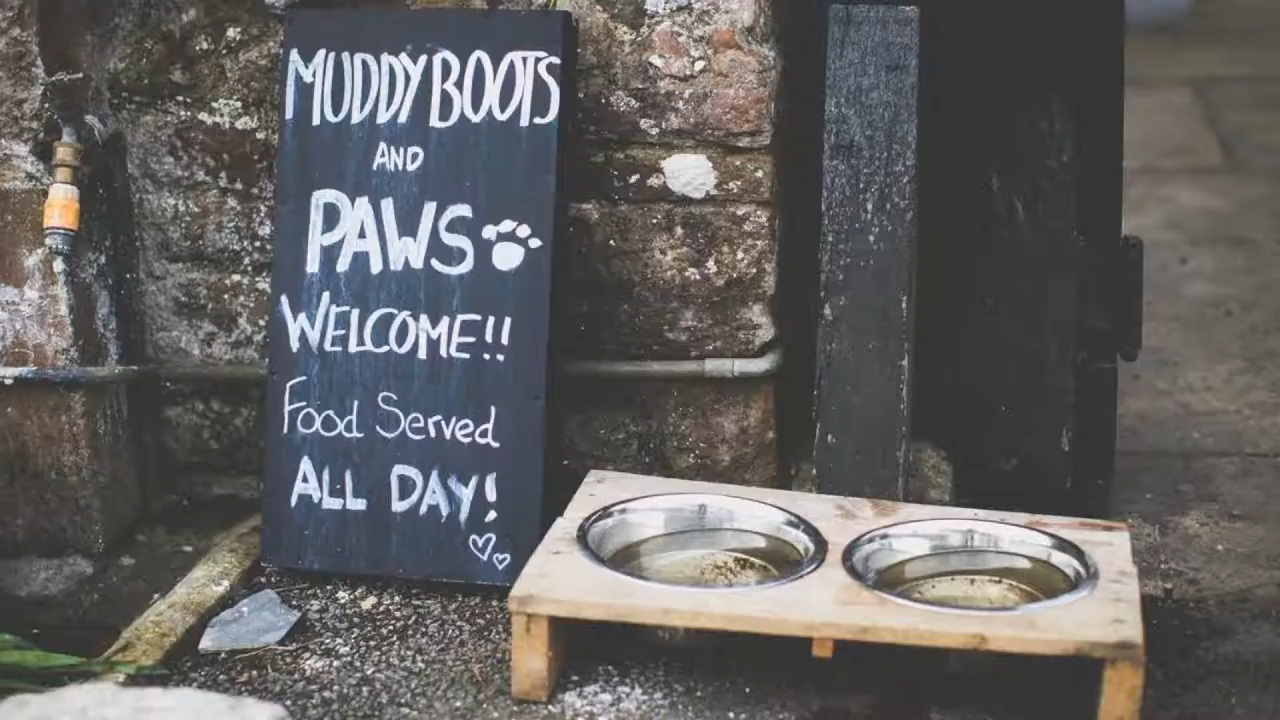 MUDDY BOOTS
AND
PAWS
WELCOME!!
Food Served
ALL DAY!